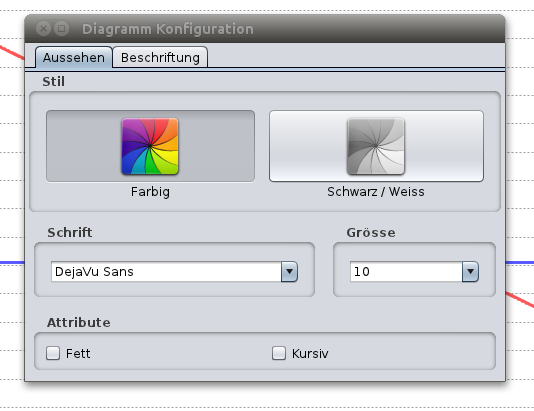 Diagramm Konfiguration
Aussehen Beschriftung
Stil
Farbig Schwarz / Weiss
Schrift Grösse
DejaVu Sans 10
Attribute
Fett Kursiv